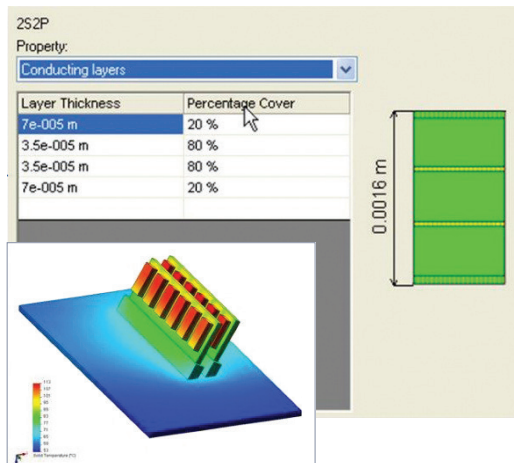 2S2P
Property:
Conducting layers
Layer Thickness Percentage Cover
7e-005 m 20 %
3.5e-005 m 80 %
3.5e-005 m 80 %
7e-005 m 20 %
0.0016 m